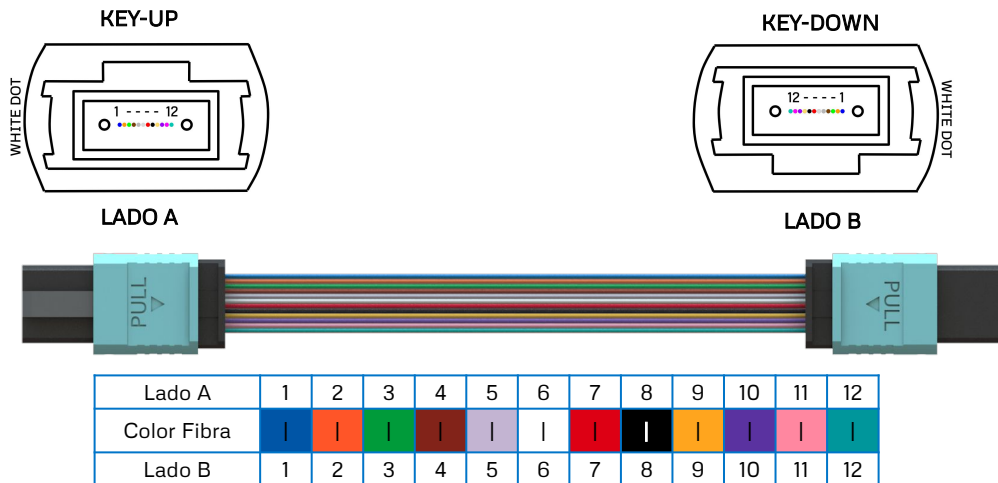 KEY-UP
KEY-DOWN
WHITE DOT
1 ---- 12
12 ---- 1
WHITE DOT
LADO A
LADO B
PULL
PULL
Lado A 1 2 3 4 5 6 7 8 9 10 11 12
Color Fibra | | | | | | | | | | | |
Lado B 1 2 3 4 5 6 7 8 9 10 11 12